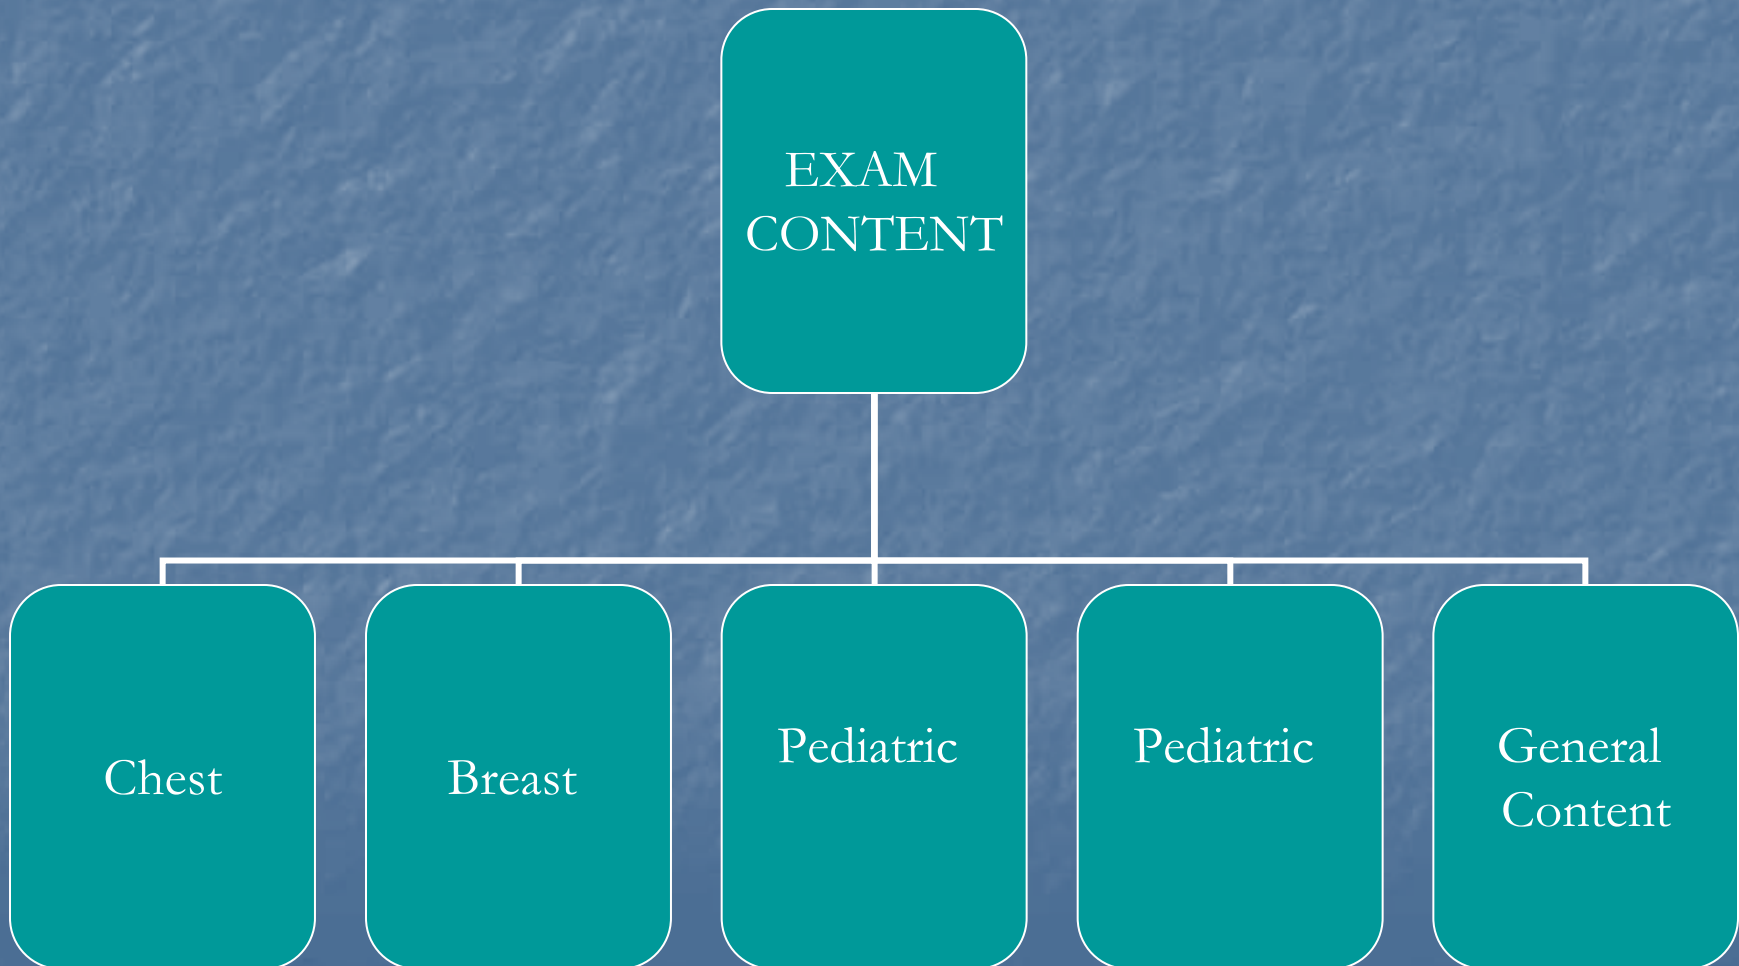 EXAM
CONTENT
Chest
Breast
Pediatric
Pediatric
General
Content